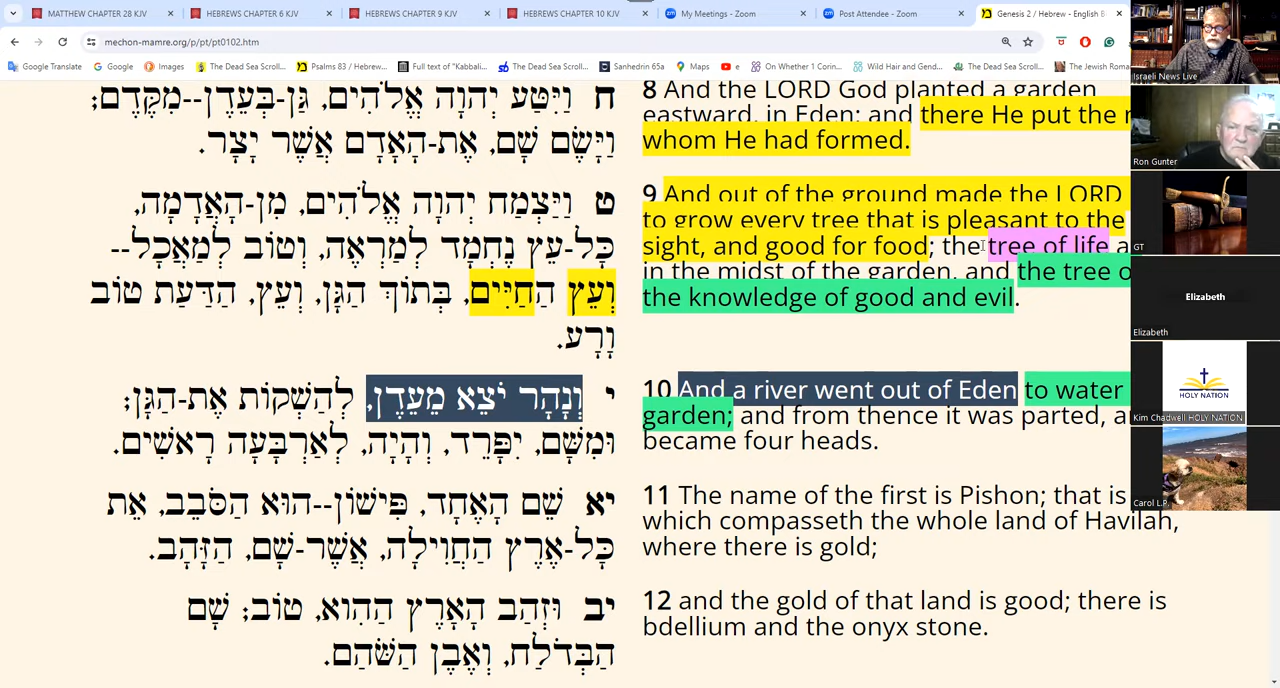 MATTHEW CHAPTER 28 KJV
HEBREWS CHAPTER 6 KJV
HEBREWS CHAPTER 9 KJV
HEBREWS CHAPTER 10 KJV
My Meetings - Zoom
Post Attendee - Zoom
Genesis 2 / Hebrew - English B
mechon-mamre.org/p/pt/pt0102.htm
Google Translate
Google
Images
The Dead Sea Scroll...
Psalms 83 / Hebrew...
Full text of "Kabbali...
The Dead Sea Scroll...
Sanhedrin 65a
Maps
e
On Whether 1 Corin...
Wild Hair and Gend...
The Dead Sea Scroll...
The Jewish Roma
ח וַיִּטַּע יְהוָה אֱלֹהִים, גַּן-בְּעֵדֶן--מִקֶּדֶם;
וַיָּשֶׂם שָׁם, אֶת-הָאָדָם אֲשֶׁר יָצָר.
ט וַיַּצְמַח יְהוָה אֱלֹהִים, מִן-הָאֲדָמָה,
כָּל-עֵץ נֶחְמָד לְמַרְאֶה, וְטוֹב לְמַאֲכָל--
וְעֵץ הַחַיִּים, בְּתוֹךְ הַגָּן, וְעֵץ, הַדַּעַת טוֹב
וָרָע.
י וְנָהָר יֹצֵא מֵעֵדֶן, לְהַשְׁקוֹת אֶת-הַגָּן;
וּמִשָּׁם, יִפָּרֵד, וְהָיָה, לְאַרְבָּעָה רָאשִׁים.
יא שֵׁם הָאֶחָד, פִּישׁוֹן--הוּא הַסֹּבֵב, אֵת
כָּל-אֶרֶץ הַחֲוִילָה, אֲשֶׁר-שָׁם, הַזָּהָב.
יב וּזְהַב הָאָרֶץ הַהִוא, טוֹב; שָׁם
הַבְּדֹלַח, וְאֶבֶן הַשֹּׁהַם.
8 And the LORD God planted a garden
eastward, in Eden; and there He put the
whom He had formed.
9 And out of the ground made the LORD
to grow every tree that is pleasant to the
sight, and good for food; the tree of life
in the midst of the garden, and the tree
the knowledge of good and evil.
10 And a river went out of Eden to water
garden; and from thence it was parted,
became four heads.
11 The name of the first is Pishon; that is
which compasseth the whole land of Havilah,
where there is gold;
12 and the gold of that land is good; there is
bdellium and the onyx stone.
Israeli News Live
Ron Gunter
GT
Elizabeth
Elizabeth
HOLY NATION
Kim Chadwell HOLY NATION
Carol L.P.